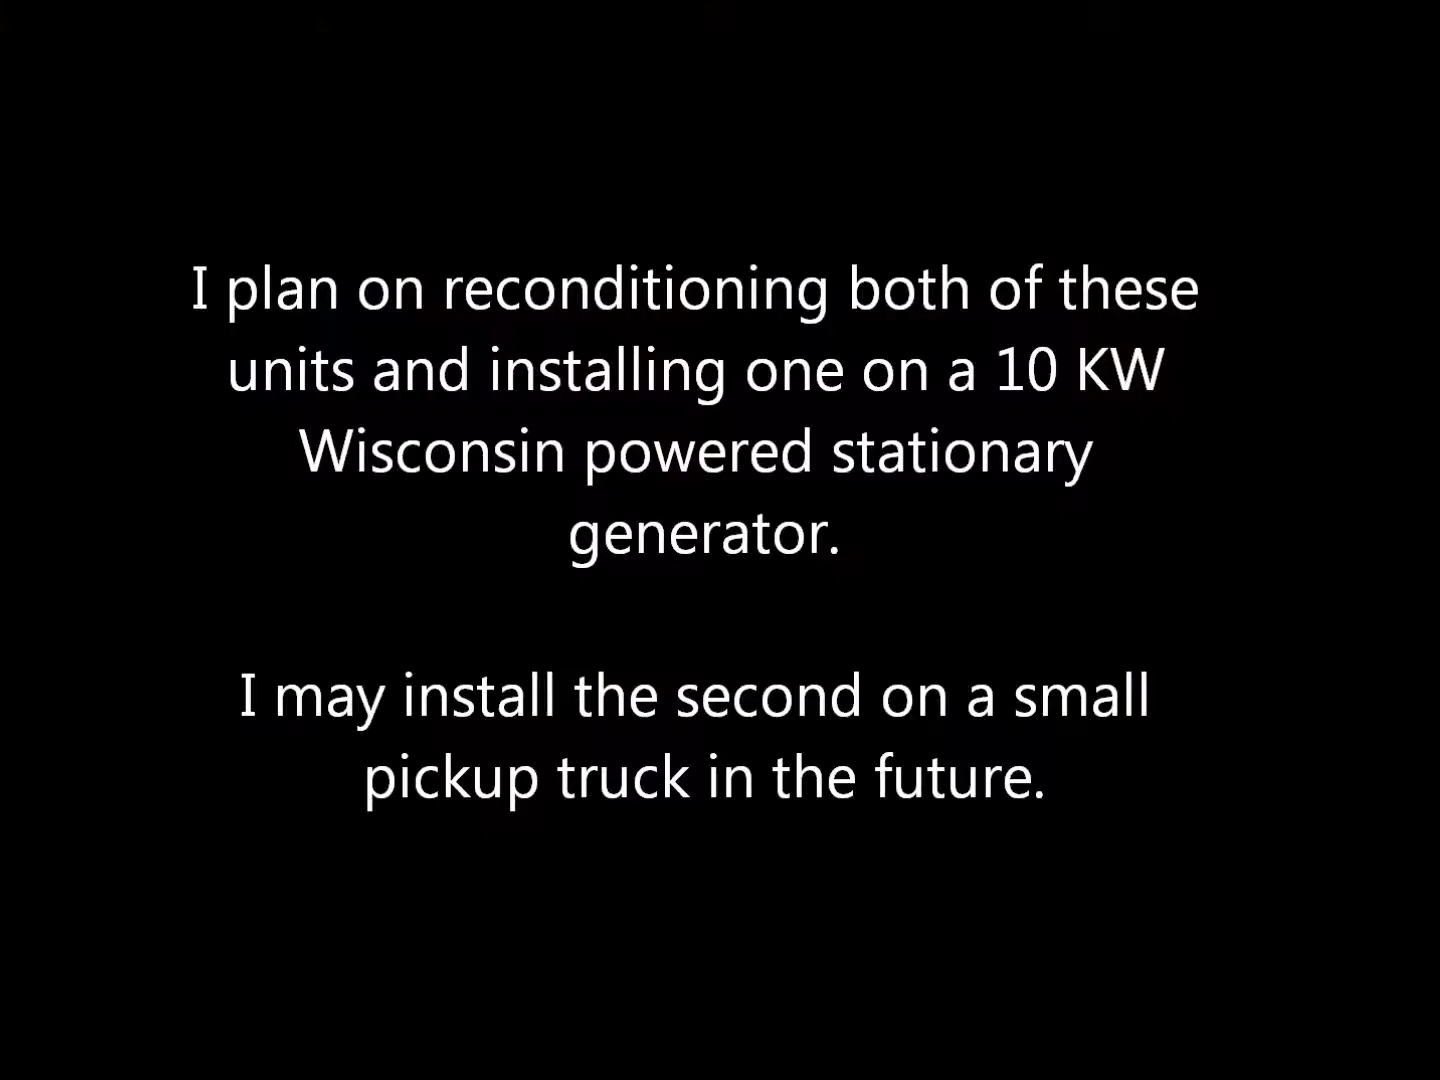 I plan on reconditioning both of these
units and installing one on a 10 KW
Wisconsin powered stationary
generator.
I may install the second on a small
pickup truck in the future.